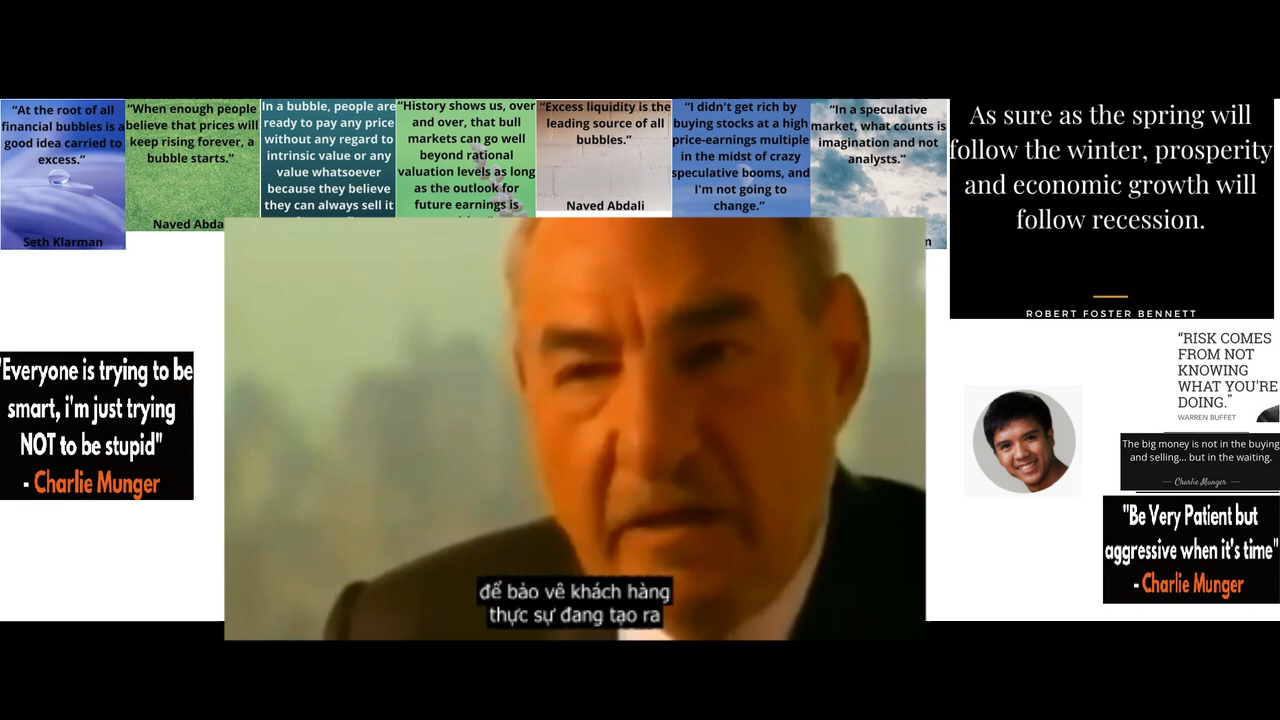 “At the root of all
financial bubbles is a
good idea carried to
excess.”
Seth Klarman
“When enough people
believe that prices will
keep rising forever, a
bubble starts.”
Naved Abda
In a bubble, people are
ready to pay any price
without any regard to
intrinsic value or any
value whatsoever
because they believe
they can always sell it
“History shows us, over
and over, that bull
markets can go well
beyond rational
valuation levels as long
as the outlook for
future earnings is
“Excess liquidity is the
leading source of all
bubbles.”
Naved Abdali
“I didn't get rich by
buying stocks at a high
price-earnings multiple
in the midst of crazy
speculative booms, and
I'm not going to
change.”
“In a speculative
market, what counts is
imagination and not
analysts.”
As sure as the spring will
follow the winter, prosperity
and economic growth will
follow recession.
ROBERT FOSTER BENNETT
"Everyone is trying to be
smart, i'm just trying
NOT to be stupid"
- Charlie Munger
“RISK COMES
FROM NOT
KNOWING
WHAT YOU'RE
DOING.”
WARREN BUFFET
The big money is not in the buying
and selling... but in the waiting.
— Charlie Munger —
"Be Very Patient but
aggressive when it's time"
- Charlie Munger
để bảo vê khách hàng
thực sự đang tạo ra